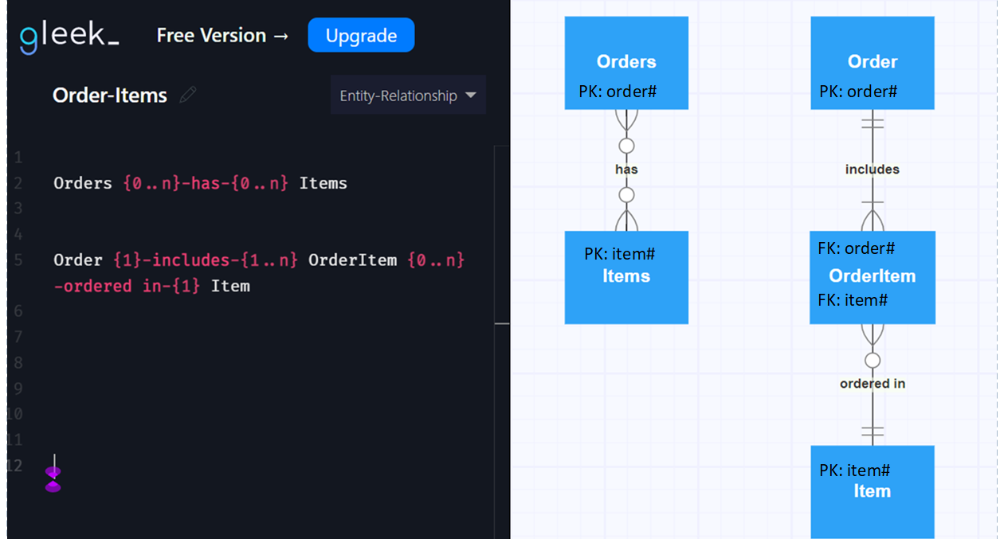 gleek_
Free Version →
Upgrade
Order-Items
Entity-Relationship
1
2 Orders {0..n}-has-{0..n} Items
3
4
5 Order {1}-includes-{1..n} OrderItem {0..n}
-ordered in-{1} Item
6
7
8
9
10
11
12
Orders
PK: order#
has
PK: item#
Items
Order
PK: order#
includes
FK: order#
OrderItem
FK: item#
ordered in
PK: item#
Item